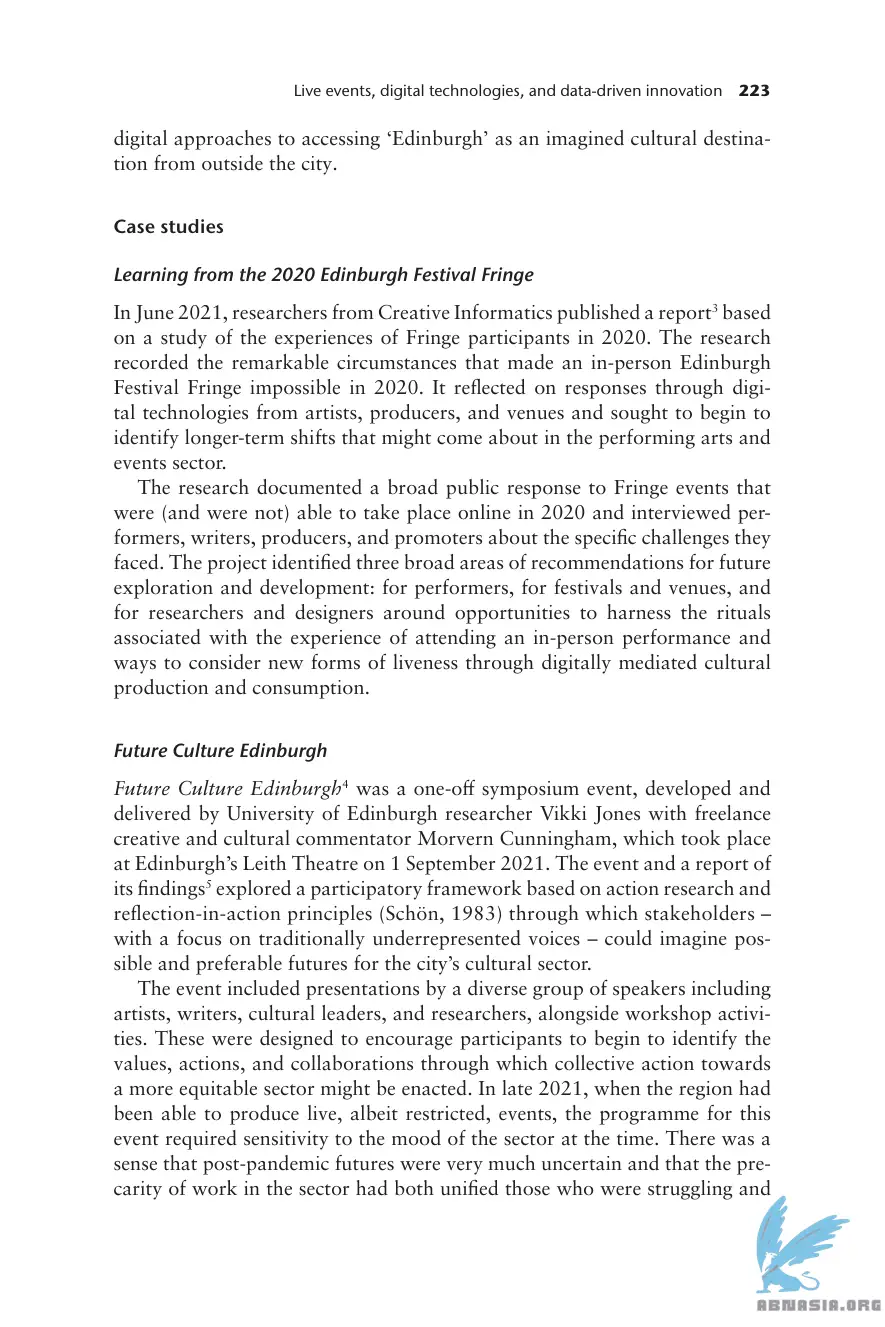 Live events, digital technologies, and data-driven innovation 223
digital approaches to accessing ‘Edinburgh’ as an imagined cultural destina-
tion from outside the city.
Case studies
Learning from the 2020 Edinburgh Festival Fringe
In June 2021, researchers from Creative Informatics published a report³ based
on a study of the experiences of Fringe participants in 2020. The research
recorded the remarkable circumstances that made an in-person Edinburgh
Festival Fringe impossible in 2020. It reflected on responses through digi-
tal technologies from artists, producers, and venues and sought to begin to
identify longer-term shifts that might come about in the performing arts and
events sector.
The research documented a broad public response to Fringe events that
were (and were not) able to take place online in 2020 and interviewed per-
formers, writers, producers, and promoters about the specific challenges they
faced. The project identified three broad areas of recommendations for future
exploration and development: for performers, for festivals and venues, and
for researchers and designers around opportunities to harness the rituals
associated with the experience of attending an in-person performance and
ways to consider new forms of liveness through digitally mediated cultural
production and consumption.
Future Culture Edinburgh
Future Culture Edinburgh⁴ was a one-off symposium event, developed and
delivered by University of Edinburgh researcher Vikki Jones with freelance
creative and cultural commentator Morvern Cunningham, which took place
at Edinburgh’s Leith Theatre on 1 September 2021. The event and a report of
its findings⁵ explored a participatory framework based on action research and
reflection-in-action principles (Schön, 1983) through which stakeholders –
with a focus on traditionally underrepresented voices – could imagine pos-
sible and preferable futures for the city’s cultural sector.
The event included presentations by a diverse group of speakers including
artists, writers, cultural leaders, and researchers, alongside workshop activi-
ties. These were designed to encourage participants to begin to identify the
values, actions, and collaborations through which collective action towards
a more equitable sector might be enacted. In late 2021, when the region had
been able to produce live, albeit restricted, events, the programme for this
event required sensitivity to the mood of the sector at the time. There was a
sense that post-pandemic futures were very much uncertain and that the pre-
carity of work in the sector had both unified those who were struggling and
ABNASIA.ORG